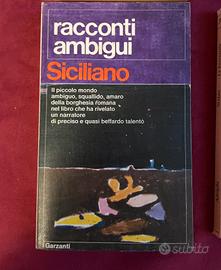 racconti
ambigui
Siciliano
Il piccolo mondo
ambiguo, squallido, amaro
della borghesia romana
nel libro che ha rivelato
un narratore
di preciso e quasi beffardo talento
Garzanti
subito